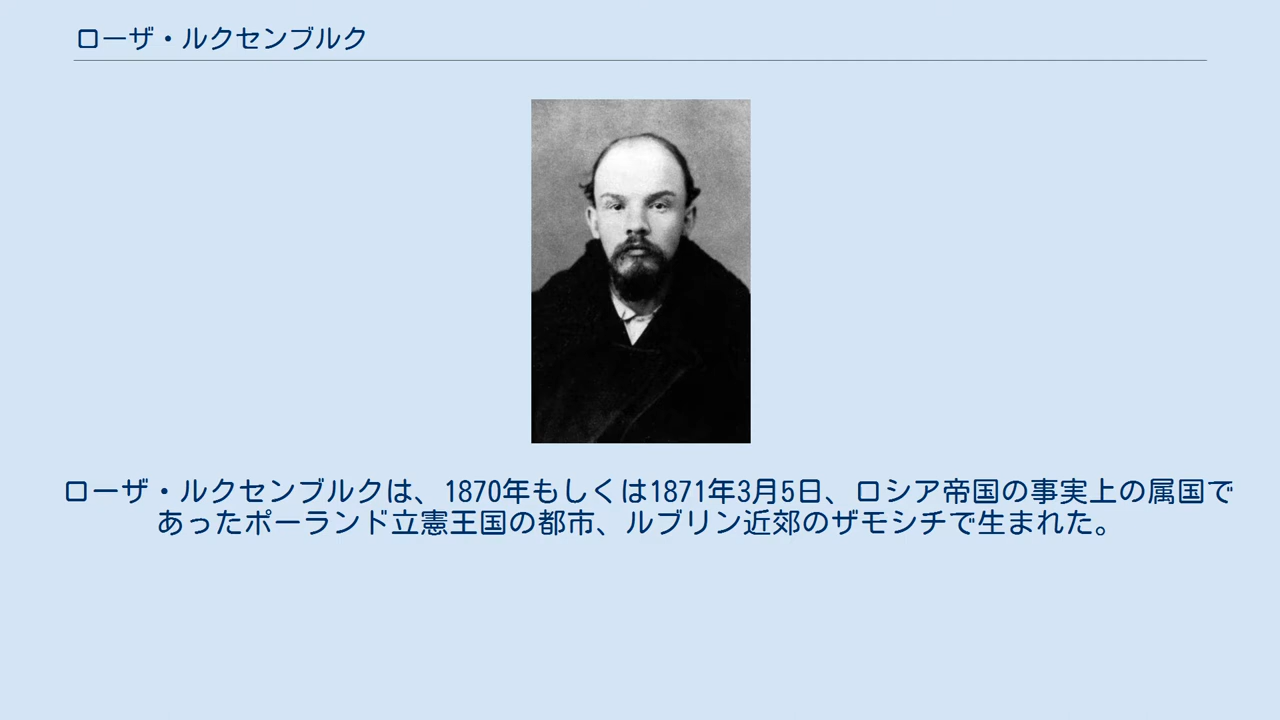 ローザ・ルクセンブルク
ローザ・ルクセンブルクは、1870年もしくは1871年3月5日、ロシア帝国の事実上の属国で
あったポーランド立憲王国の都市、ルブリン近郊のザモシチで生まれた。